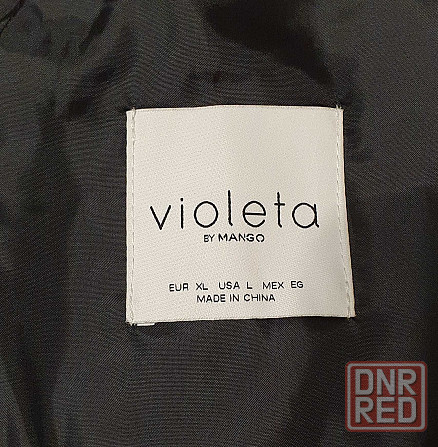 violeta
BY MANGO
EUR XL USA L MEX EG
MADE IN CHINA
DNR
RED